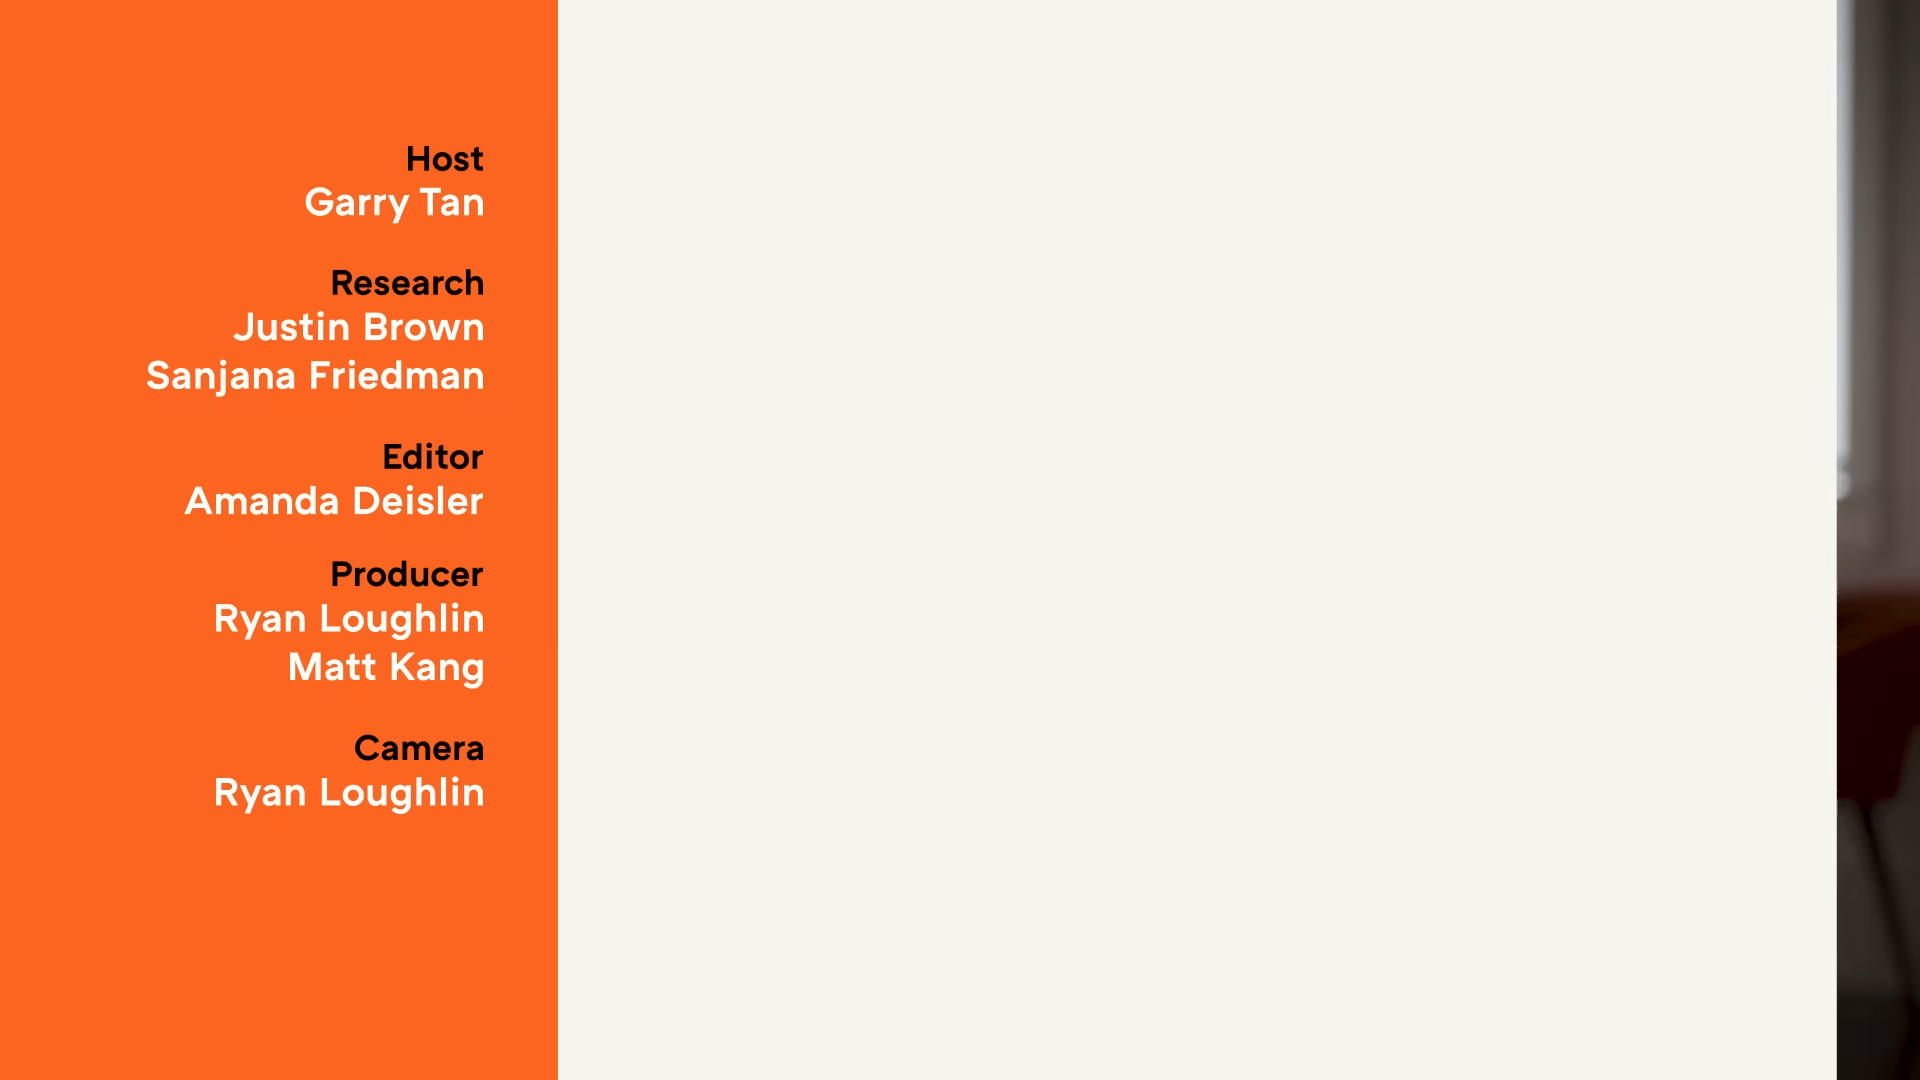 Host
Garry Tan
Research
Justin Brown
Sanjana Friedman
Editor
Amanda Deisler
Producer
Ryan Loughlin
Matt Kang
Camera
Ryan Loughlin